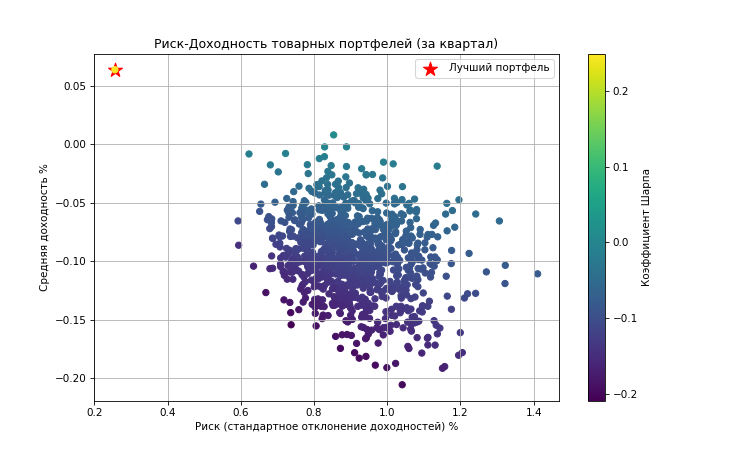 Риск-Доходность товарных портфелей (за квартал)
Лучший портфель
Средняя доходность %
0.05
0.00
−0.05
−0.10
−0.15
−0.20
0.2 0.4 0.6 0.8 1.0 1.2 1.4
Риск (стандартное отклонение доходностей) %
0.2
0.1
0.0
−0.1
−0.2
Коэффициент Шарпа